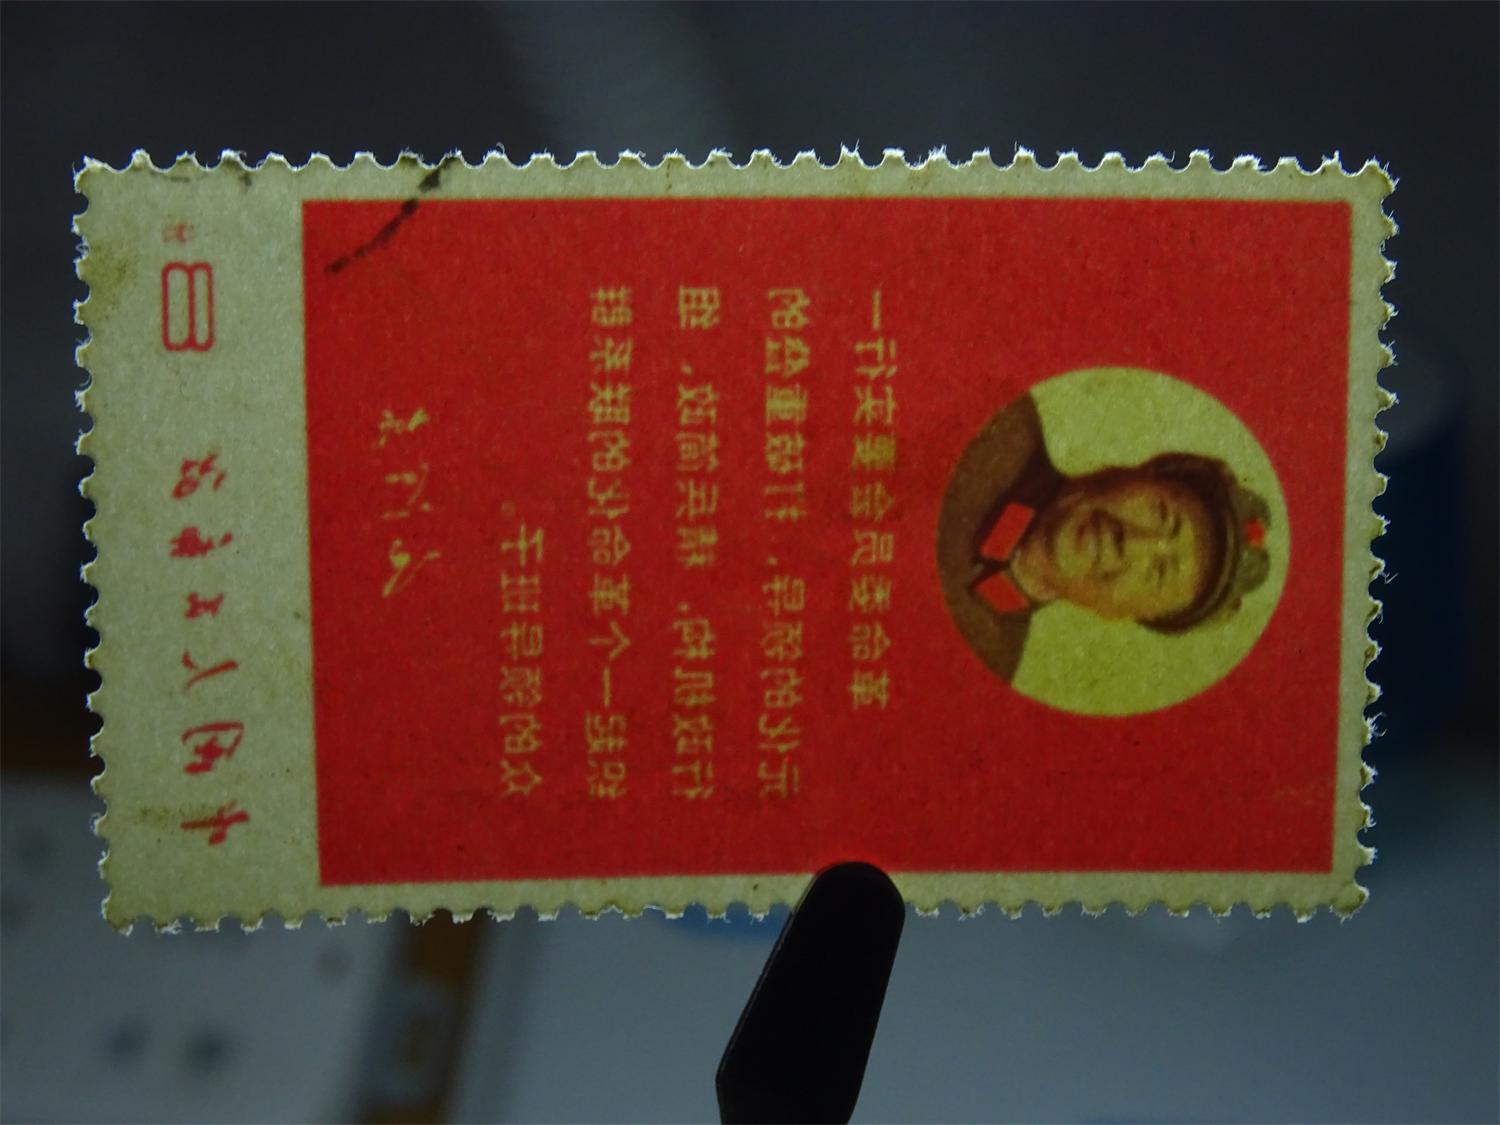 革命委员会要实行一
元化的领导，打破重叠的
行政机构，精兵简政，组
织起一个革命化的联系群
众的领导班子。
毛泽东
中国人民邮政 8分